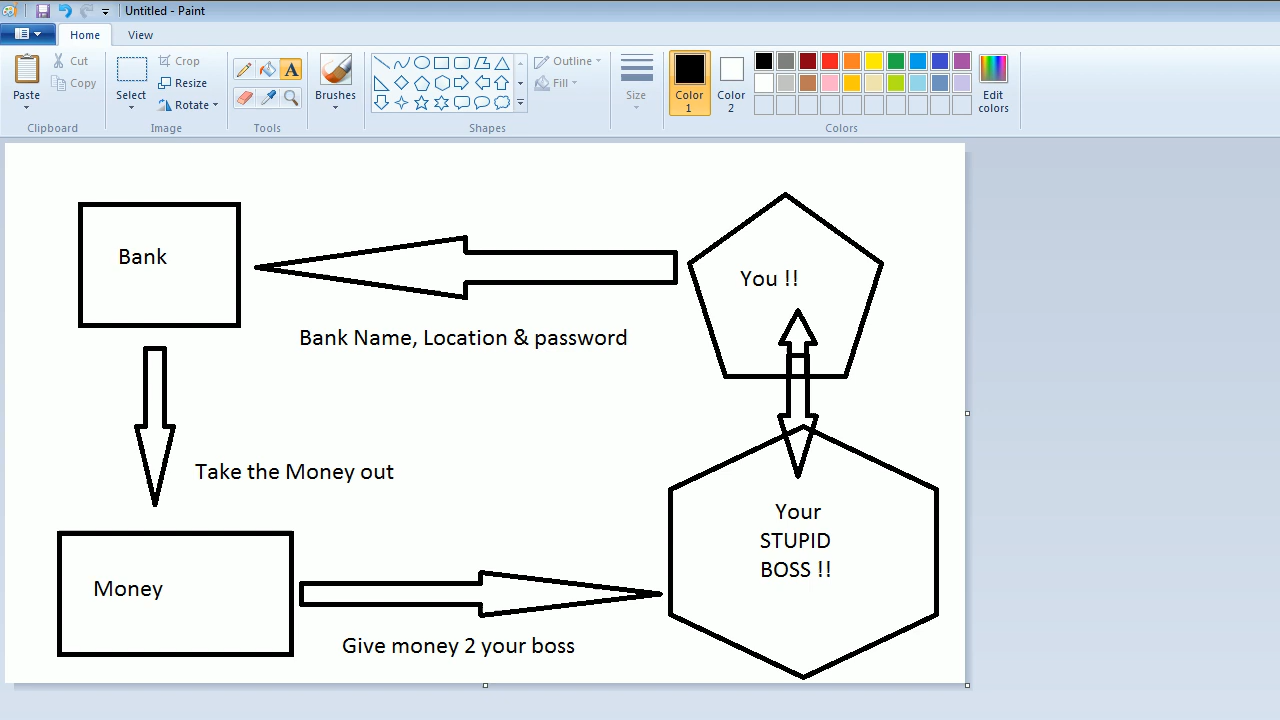 Untitled - Paint
Home
View
Paste
Cut
Copy
Clipboard
Select
Crop
Resize
Rotate
Image
A
Tools
Brushes
Shapes
Outline
Fill
Size
Color
1
Color
2
Edit
colors
Colors
Bank
You !!
Bank Name, Location & password
Take the Money out
Your
STUPID
BOSS !!
Money
Give money 2 your boss